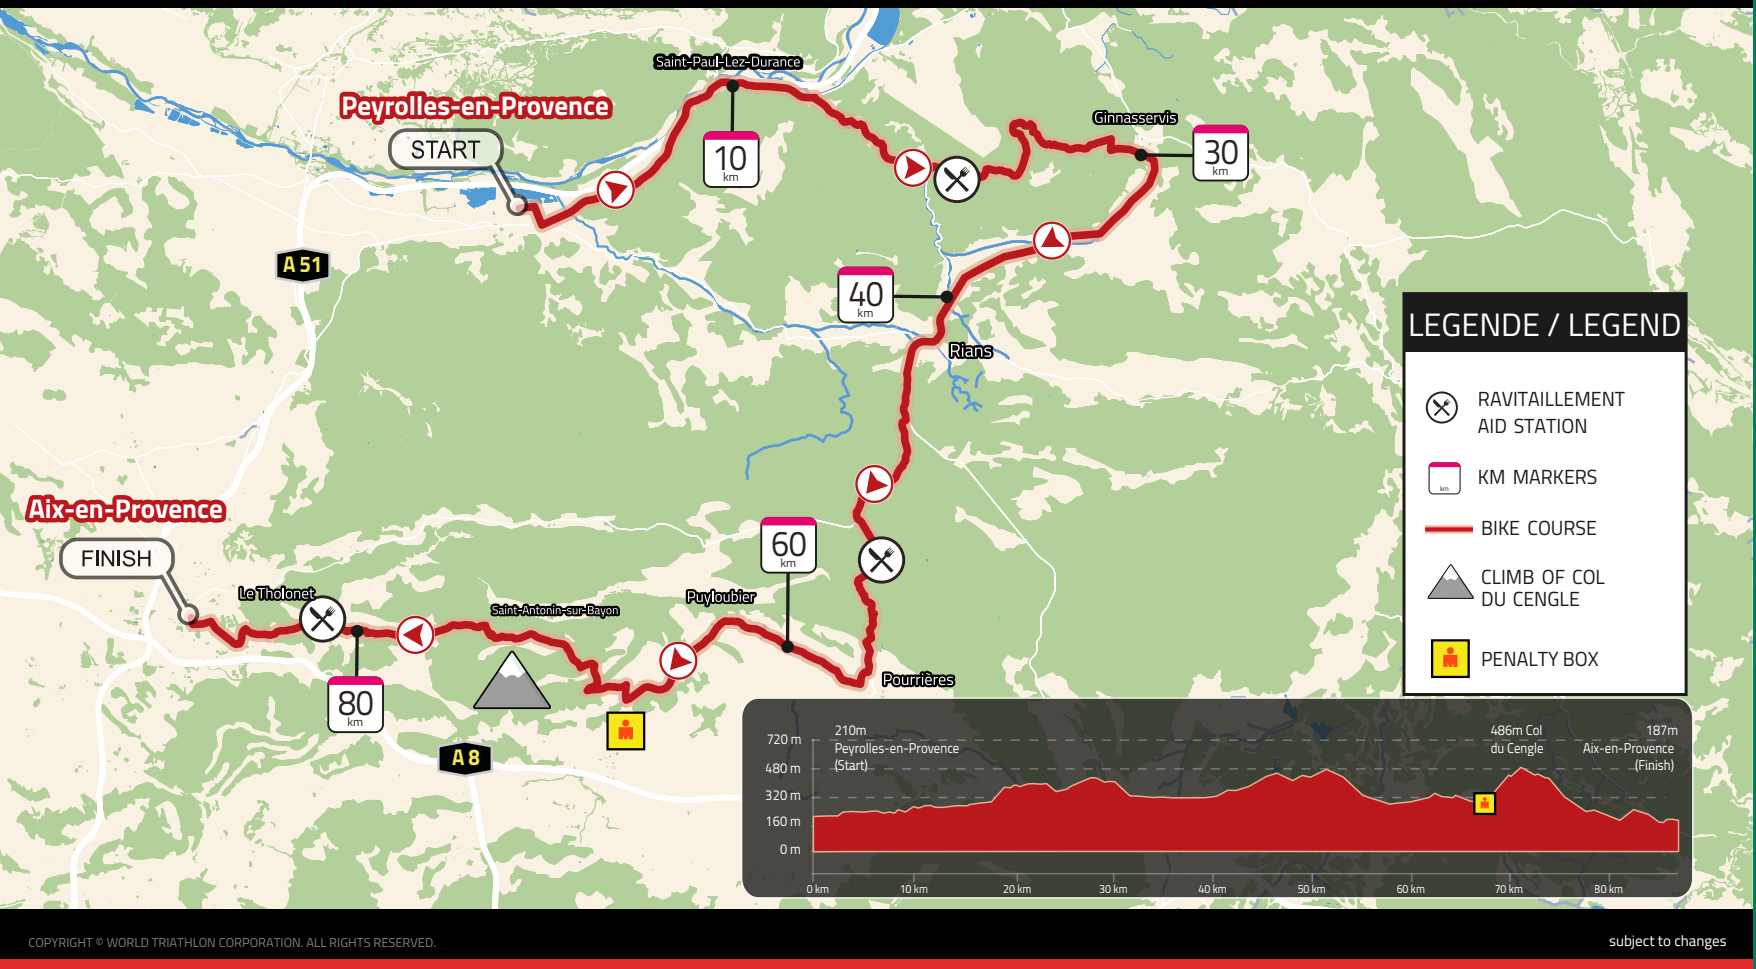 Saint-Paul-Lez-Durance
Peyrolles-en-Provence
START
Ginnasservis
10
km
30
km
A 51
40
km
Rians
LEGENDE / LEGEND
RAVITAILLEMENT
AID STATION
km
KM MARKERS
BIKE COURSE
CLIMB OF COL
DU CENGLE
PENALTY BOX
Aix-en-Provence
FINISH
60
km
Le Tholonet
Saint-Antonin-sur-Bayon
Puyloubier
Pourrières
80
km
A 8
210m
Peyrolles-en-Provence
(Start)
486m Col
du Cengle
187m
Aix-en-Provence
(Finish)
720 m
480 m
320 m
160 m
0 m
0 km
10 km
20 km
30 km
40 km
50 km
60 km
70 km
80 km
COPYRIGHT © WORLD TRIATHLON CORPORATION. ALL RIGHTS RESERVED.
subject to changes